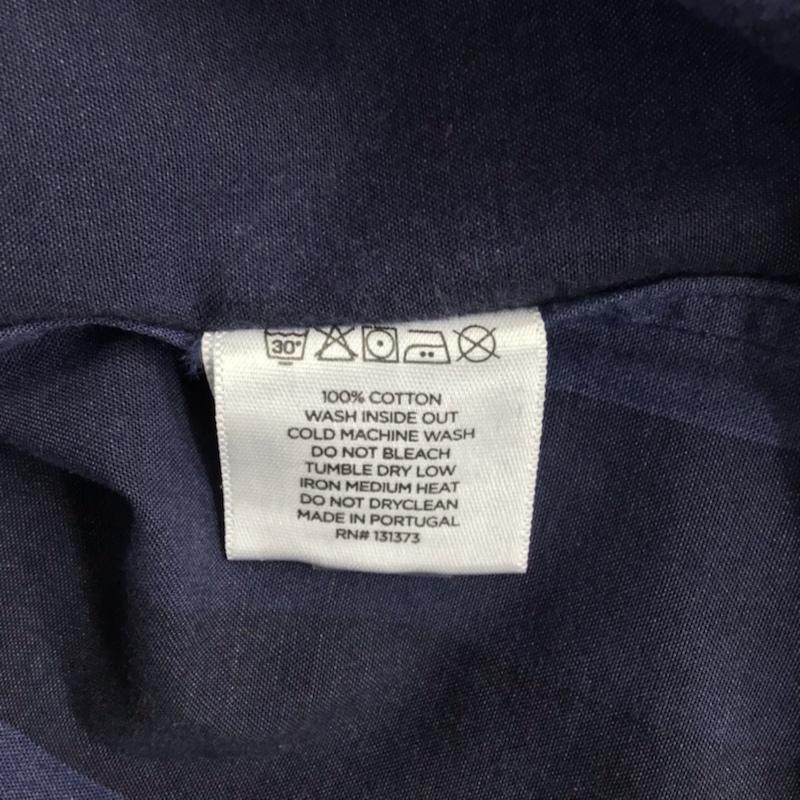 30°
100% COTTON
WASH INSIDE OUT
COLD MACHINE WASH
DO NOT BLEACH
TUMBLE DRY LOW
IRON MEDIUM HEAT
DO NOT DRYCLEAN
MADE IN PORTUGAL
RN# 131373